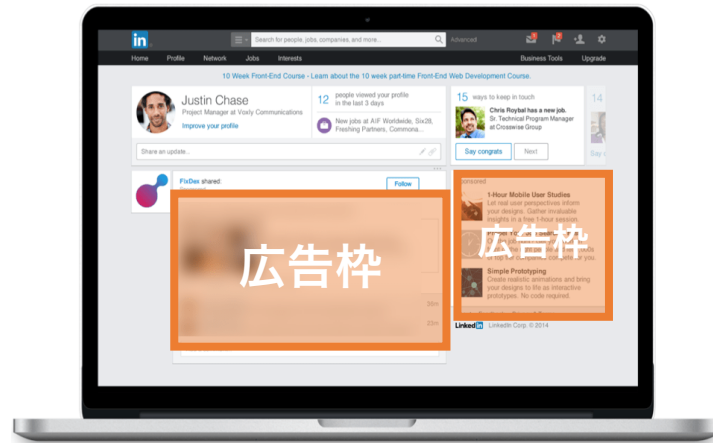 in
Search for people, jobs, companies, and more...
Advanced
Home Profile Network Jobs Interests Business Tools Upgrade
10 Week Front-End Course - Learn about the 10 week part-time Front-End Web Development Course.
Justin Chase
Project Manager at Voxly Communications
Improve your profile
12 people viewed your profile
in the last 3 days
New jobs at AIF Worldwide, Six28,
Freshing Partners, Commona...
15 ways to keep in touch
Chris Roybal has a new job.
Sr. Technical Program Manager
at Crosswise Group
Say congrats Next
14
Say
Share an update...
FixDex shared:
Follow
広告枠
33m
Sponsored
1-Hour Mobile User Studies
Let real user perspectives inform
your designs. Gather invaluable
insights in a free 1-hour session.
広告枠
you.
Simple Prototyping
Create realistic animations and bring
your designs to life as interactive
prototypes. No code required.
LinkedIn LinkedIn Corp. © 2014